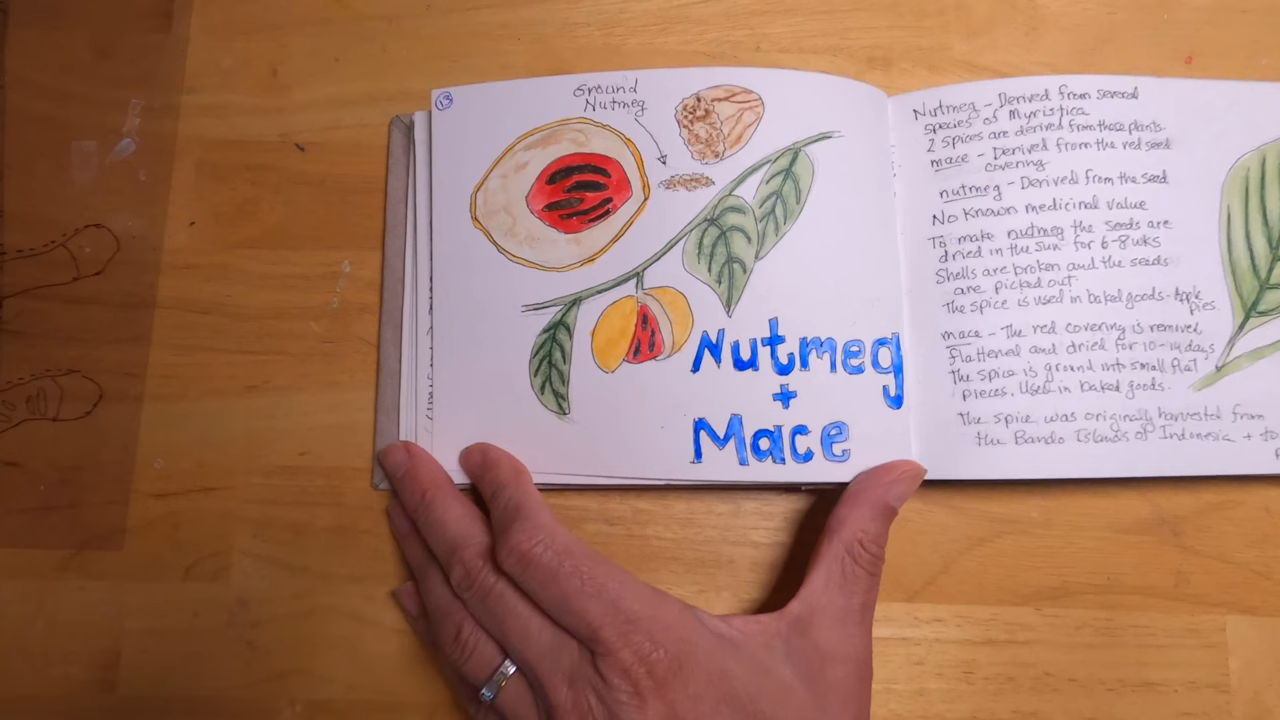 13
Ground
Nutmeg
Nutmeg
+
Mace
Nutmeg - Derived from several
species of Myristica
2 Spices are derived from those plants
mace - Derived from the red seed
covering
nutmeg - Derived from the seed
No known medicinal value
To make nutmeg the seeds are
dried in the sun for 6-8 wks
Shells are broken and the seeds
are picked out.
The spice is used in baked goods - Apple
pies.
mace - The red covering is removed
flattened and dried for 10-14 days
The spice is ground into small flat
pieces. Used in baked goods.
The spice was originally harvested from
the Bando Islands of Indonesia +